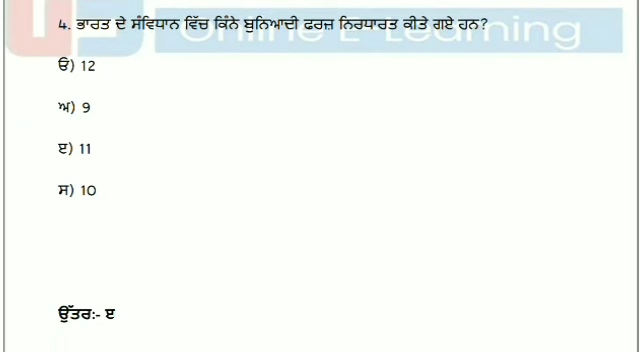 Online E-Learning
4. ਭਾਰਤ ਦੇ ਸੰਵਿਧਾਨ ਵਿੱਚ ਕਿੰਨੇ ਬੁਨਿਆਦੀ ਫਰਜ਼ ਨਿਰਧਾਰਤ ਕੀਤੇ ਗਏ ਹਨ?
ੳ) 12
ਅ) 9
ੲ) 11
ਸ) 10
ਉੱਤਰ:- ੲ